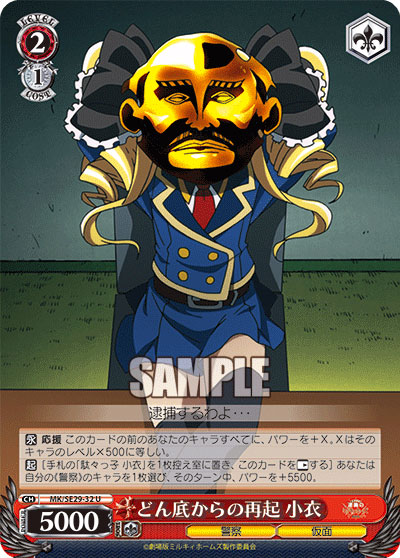 LEVEL
2
1
COST
SAMPLE
逮捕するわよ…
永 応援 このカードの前のあなたのキャラすべてに、パワーを+X。Xはそ
のキャラのレベル×500に等しい。
起 [手札の「駄々っ子 小衣」を1枚控え室に置き、このカードを する] あなたは
自分の《警察》のキャラを1枚選び、そのターン中、パワーを+5500。
CH MK/SE29-32 U
POWER 5000 どん底からの再起 小衣
警察 仮面
©劇場版ミルキィホームズ製作委員会